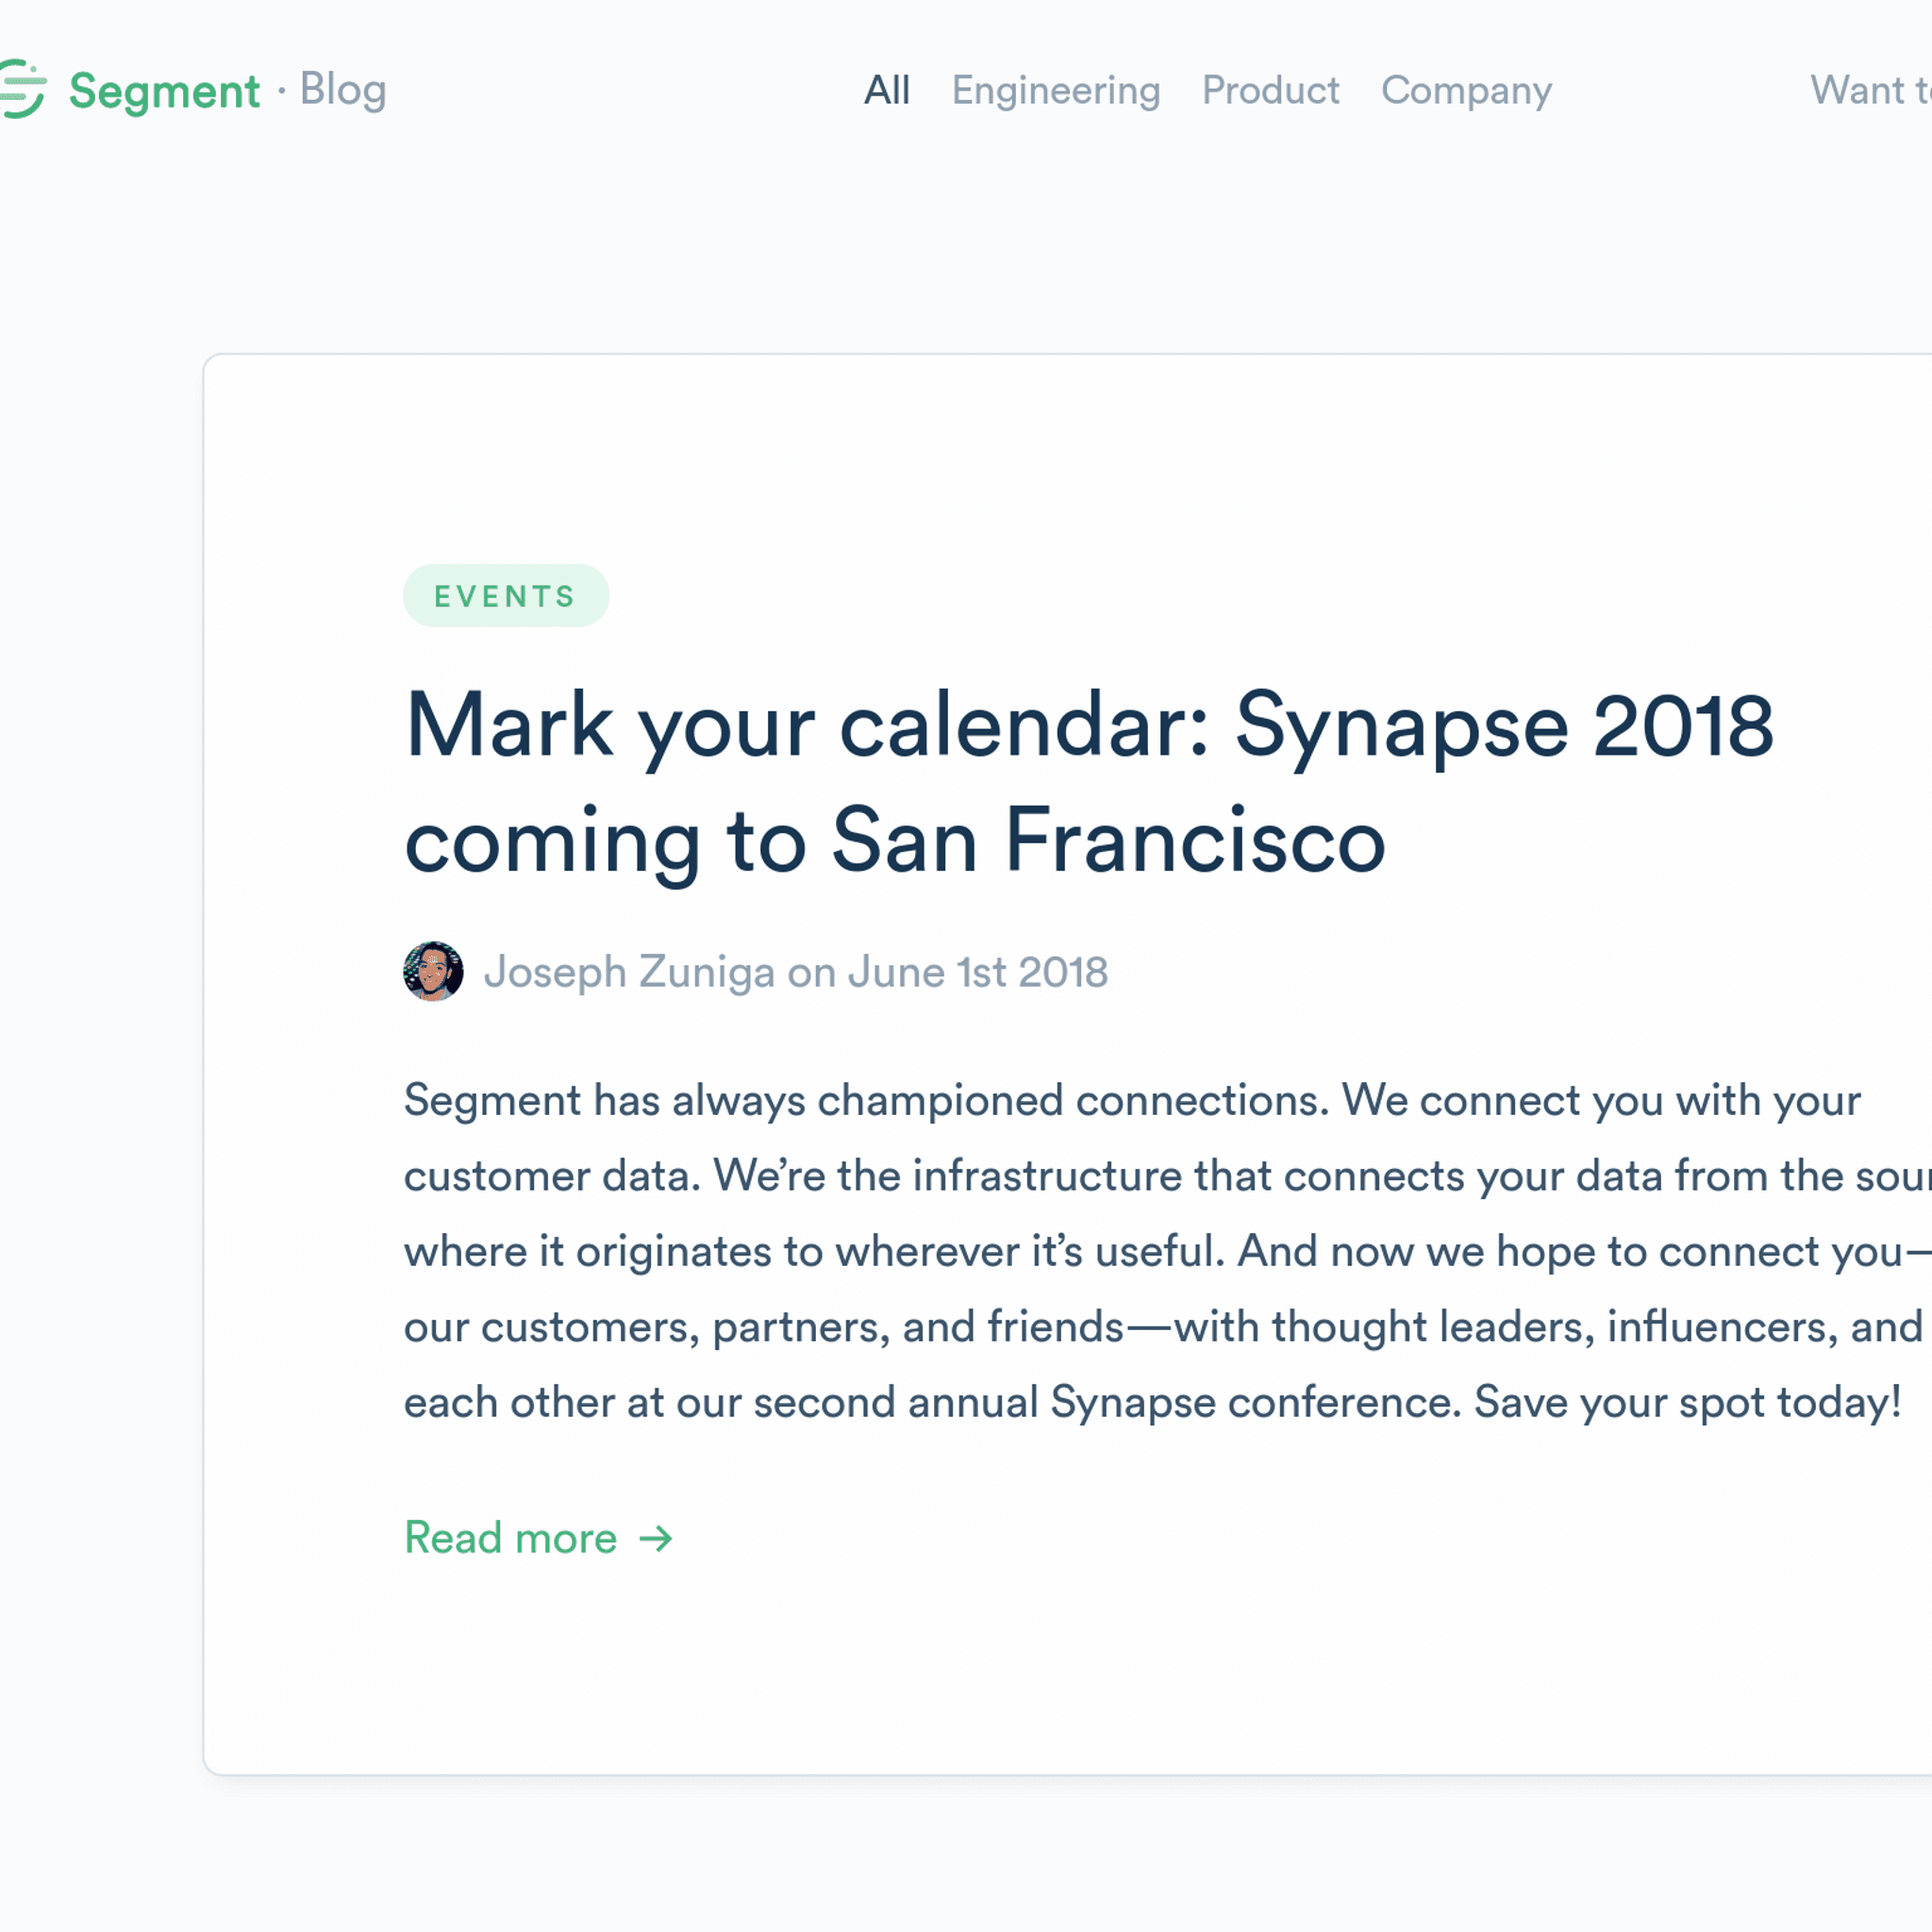 Segment · Blog
All Engineering Product Company
Want
EVENTS
Mark your calendar: Synapse 2018
coming to San Francisco
Joseph Zuniga on June 1st 2018
Segment has always championed connections. We connect you with your
customer data. We’re the infrastructure that connects your data from the
where it originates to wherever it’s useful. And now we hope to connect you—
our customers, partners, and friends—with thought leaders, influencers, and
each other at our second annual Synapse conference. Save your spot today!
Read more →